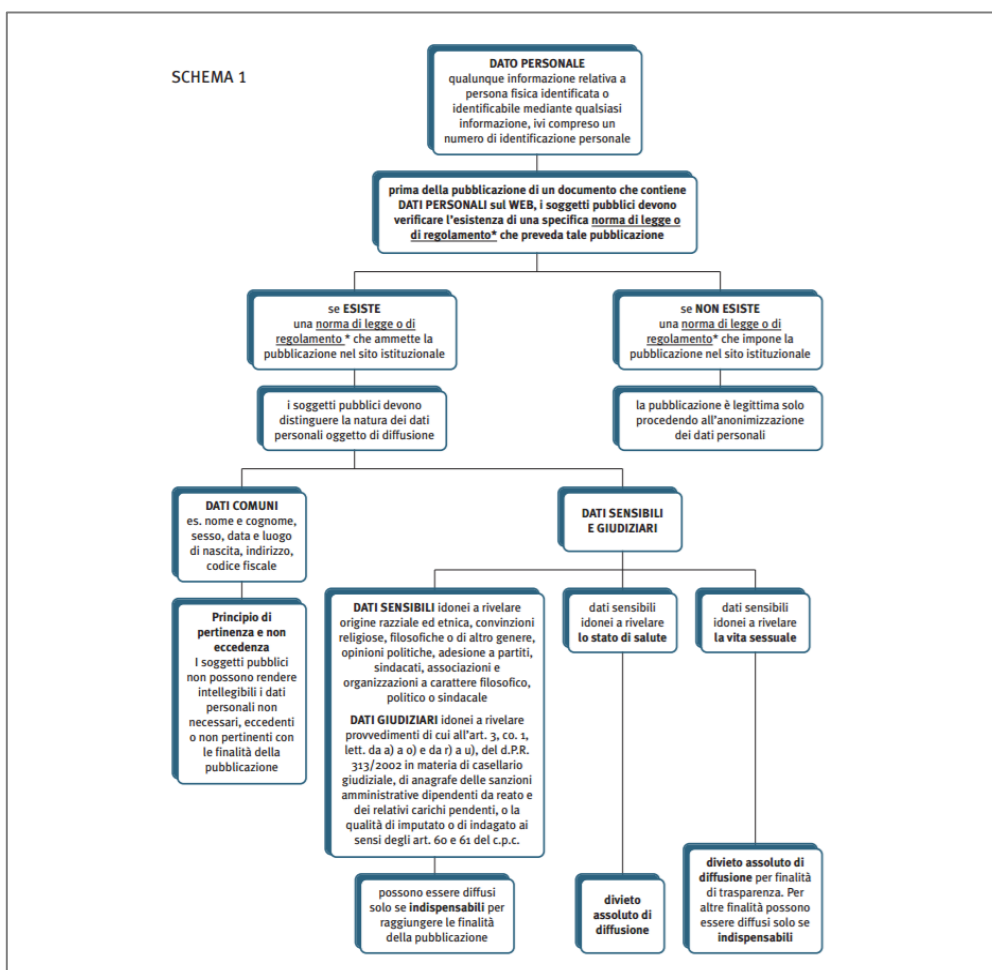 SCHEMA 1
DATO PERSONALE
qualunque informazione relativa a
persona fisica identificata o
identificabile mediante qualsiasi
informazione, ivi compreso un
numero di identificazione personale
prima della pubblicazione di un documento che contiene
DATI PERSONALI sul WEB, i soggetti pubblici devono
verificare l'esistenza di una specifica norma di legge o
di regolamento* che preveda tale pubblicazione
se ESISTE
una norma di legge o di
regolamento * che ammette la
pubblicazione nel sito istituzionale
se NON ESISTE
una norma di legge o di
regolamento* che impone la
pubblicazione nel sito istituzionale
i soggetti pubblici devono
distinguere la natura dei dati
personali oggetto di diffusione
la pubblicazione è legittima solo
procedendo all'anonimizzazione
dei dati personali
DATI COMUNI
es. nome e cognome,
sesso, data e luogo
di nascita, indirizzo,
codice fiscale
DATI SENSIBILI
E GIUDIZIARI
Principio di
pertinenza e non
eccedenza
I soggetti pubblici
non possono rendere
intellegibili i dati
personali non
necessari, eccedenti
o non pertinenti con
le finalità della
pubblicazione
DATI SENSIBILI idonei a rivelare
origine razziale ed etnica, convinzioni
religiose, filosofiche o di altro genere,
opinioni politiche, adesione a partiti,
sindacati, associazioni e
organizzazioni a carattere filosofico,
politico o sindacale
DATI GIUDIZIARI idonei a rivelare
provvedimenti di cui all'art. 3, co. 1,
lett. da a) a o) e da r) a u), del d.P.R.
313/2002 in materia di casellario
giudiziale, di anagrafe delle sanzioni
amministrative dipendenti da reato e
dei relativi carichi pendenti, o la
qualità di imputato o di indagato ai
sensi degli art. 60 e 61 del c.p.c.
dati sensibili
idonei a rivelare
lo stato di salute
dati sensibili
idonei a rivelare
la vita sessuale
possono essere diffusi
solo se indispensabili per
raggiungere le finalità
della pubblicazione
divieto
assoluto di
diffusione
divieto assoluto di
diffusione per finalità
di trasparenza. Per
altre finalità possono
essere diffusi solo se
indispensabili